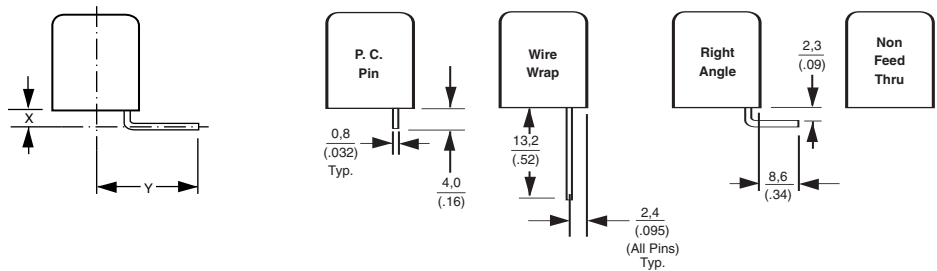 X
Y
P. C.
Pin
0,8
(.032)
Typ.
4,0
(.16)
Wire
Wrap
13,2
(.52)
2,4
(.095)
(All Pins)
Typ.
Right
Angle
2,3
(.09)
8,6
(.34)
Non
Feed
Thru